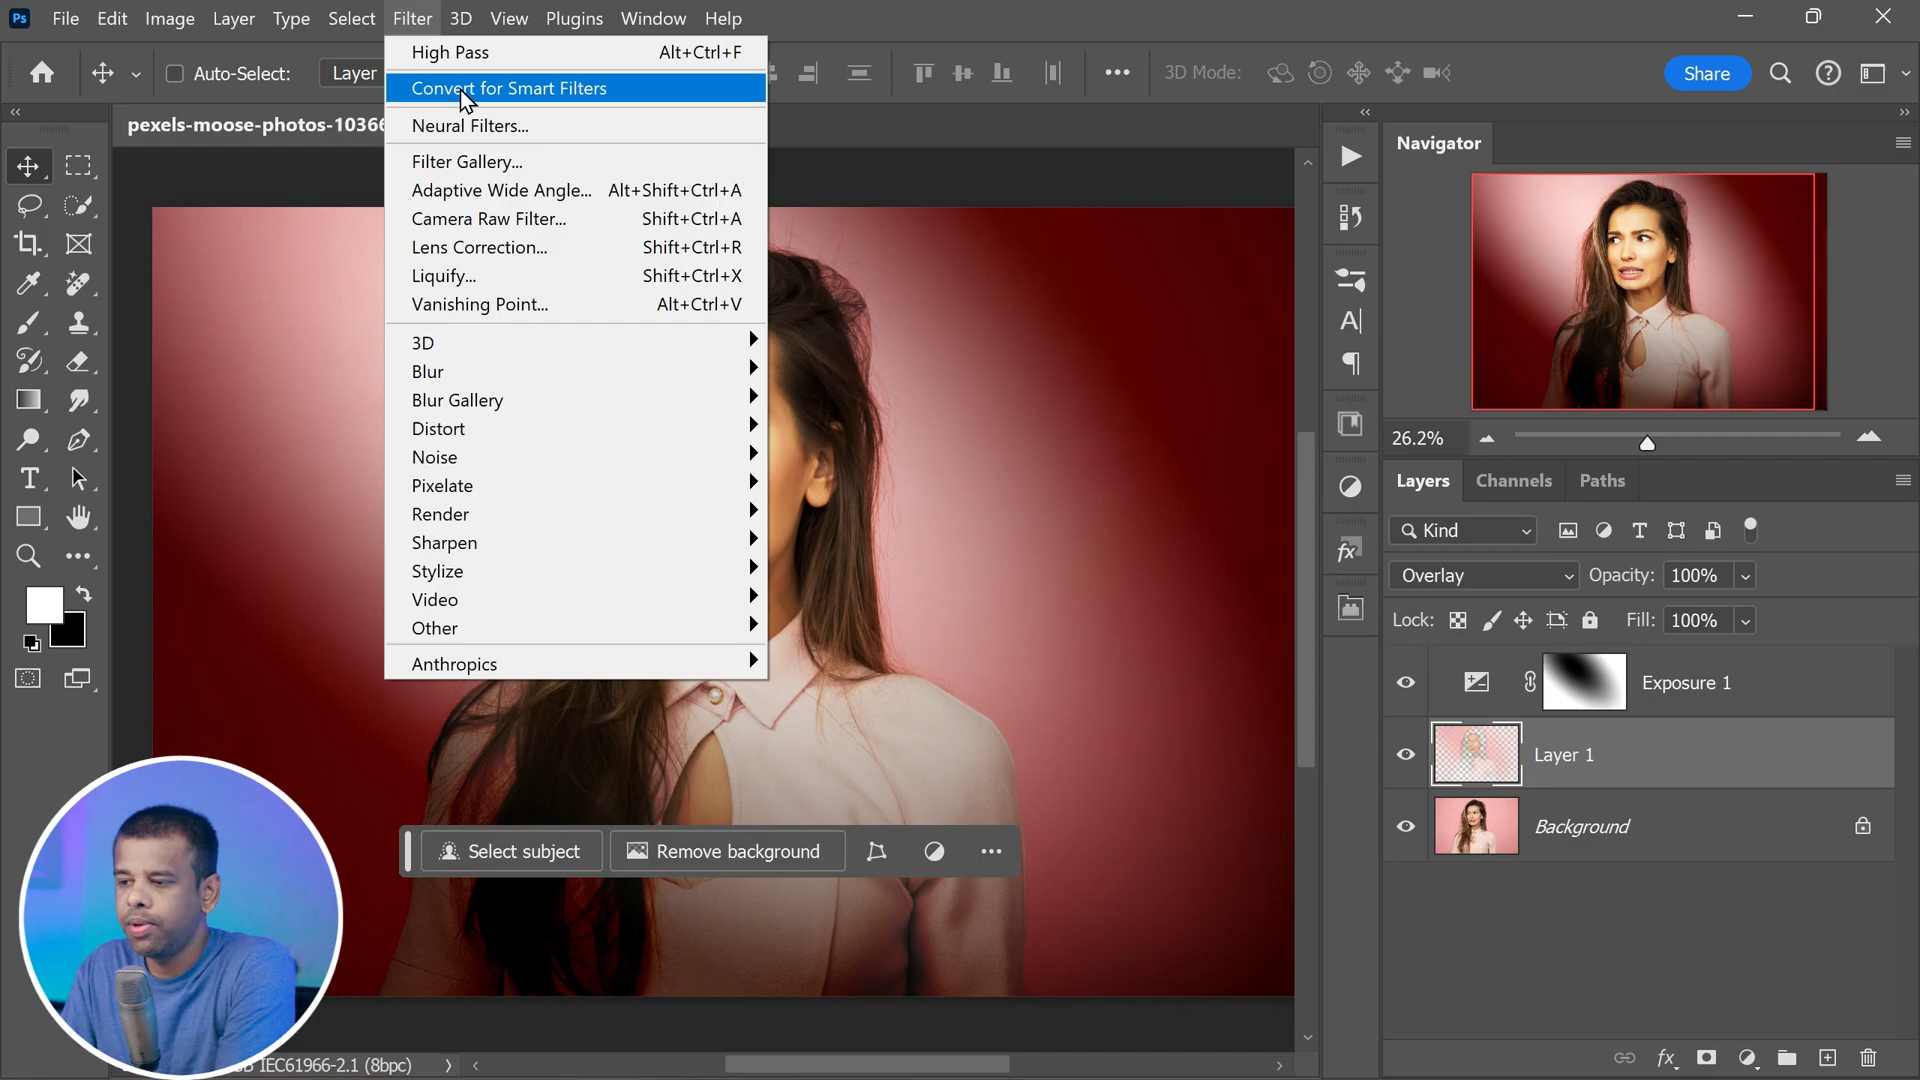 Ps File Edit Image Layer Type Select Filter 3D View Plugins Window Help
Auto-Select: Layer
3D Mode:
Share
pexels-moose-photos-10366
High Pass Alt+Ctrl+F
Convert for Smart Filters
Neural Filters...
Filter Gallery...
Adaptive Wide Angle... Alt+Shift+Ctrl+A
Camera Raw Filter... Shift+Ctrl+A
Lens Correction... Shift+Ctrl+R
Liquify... Shift+Ctrl+X
Vanishing Point... Alt+Ctrl+V
3D
Blur
Blur Gallery
Distort
Noise
Pixelate
Render
Sharpen
Stylize
Video
Other
Anthropics
Select subject Remove background
IEC61966-2.1 (8bpc)
Navigator
26.2%
Layers Channels Paths
Kind
Overlay Opacity: 100%
Lock: Fill: 100%
Exposure 1
Layer 1
Background
fx
fx